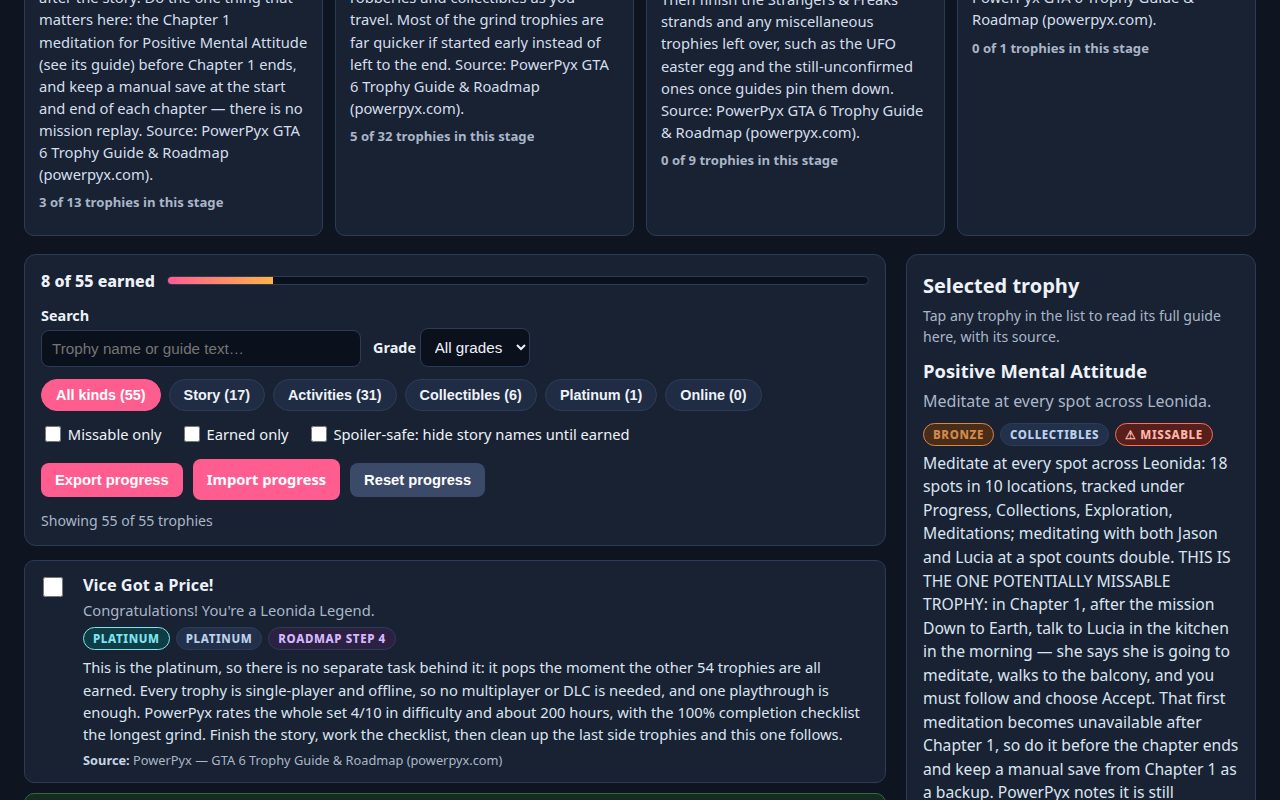 matters here: the Chapter 1
meditation for Positive Mental Attitude
(see its guide) before Chapter 1 ends,
and keep a manual save at the start
and end of each chapter — there is no
mission replay. Source: PowerPyx GTA
6 Trophy Guide & Roadmap
(powerpyx.com).
3 of 13 trophies in this stage
travel. Most of the grind trophies are
far quicker if started early instead of
left to the end. Source: PowerPyx GTA
6 Trophy Guide & Roadmap
(powerpyx.com).
5 of 32 trophies in this stage
Then finish the Strangers & Freaks
strands and any miscellaneous
trophies left over, such as the UFO
easter egg and the still-unconfirmed
ones once guides pin them down.
Source: PowerPyx GTA 6 Trophy Guide
& Roadmap (powerpyx.com).
0 of 9 trophies in this stage
Roadmap (powerpyx.com).
0 of 1 trophies in this stage
8 of 55 earned
Search
Trophy name or guide text…
Grade
All grades
All kinds (55)
Story (17)
Activities (31)
Collectibles (6)
Platinum (1)
Online (0)
Missable only
Earned only
Spoiler-safe: hide story names until earned
Export progress
Import progress
Reset progress
Showing 55 of 55 trophies
Vice Got a Price!
Congratulations! You're a Leonida Legend.
PLATINUM
PLATINUM
ROADMAP STEP 4
This is the platinum, so there is no separate task behind it: it pops the moment the other 54 trophies are all
earned. Every trophy is single-player and offline, so no multiplayer or DLC is needed, and one playthrough is
enough. PowerPyx rates the whole set 4/10 in difficulty and about 200 hours, with the 100% completion checklist
the longest grind. Finish the story, work the checklist, then clean up the last side trophies and this one follows.
Source: PowerPyx — GTA 6 Trophy Guide & Roadmap (powerpyx.com)
Selected trophy
Tap any trophy in the list to read its full guide
here, with its source.
Positive Mental Attitude
Meditate at every spot across Leonida.
BRONZE
COLLECTIBLES
⚠ MISSABLE
Meditate at every spot across Leonida: 18
spots in 10 locations, tracked under
Progress, Collections, Exploration,
Meditations; meditating with both Jason
and Lucia at a spot counts double. THIS IS
THE ONE POTENTIALLY MISSABLE
TROPHY: in Chapter 1, after the mission
Down to Earth, talk to Lucia in the kitchen
in the morning — she says she is going to
meditate, walks to the balcony, and you
must follow and choose Accept. That first
meditation becomes unavailable after
Chapter 1, so do it before the chapter ends
and keep a manual save from Chapter 1 as
a backup. PowerPyx notes it is still